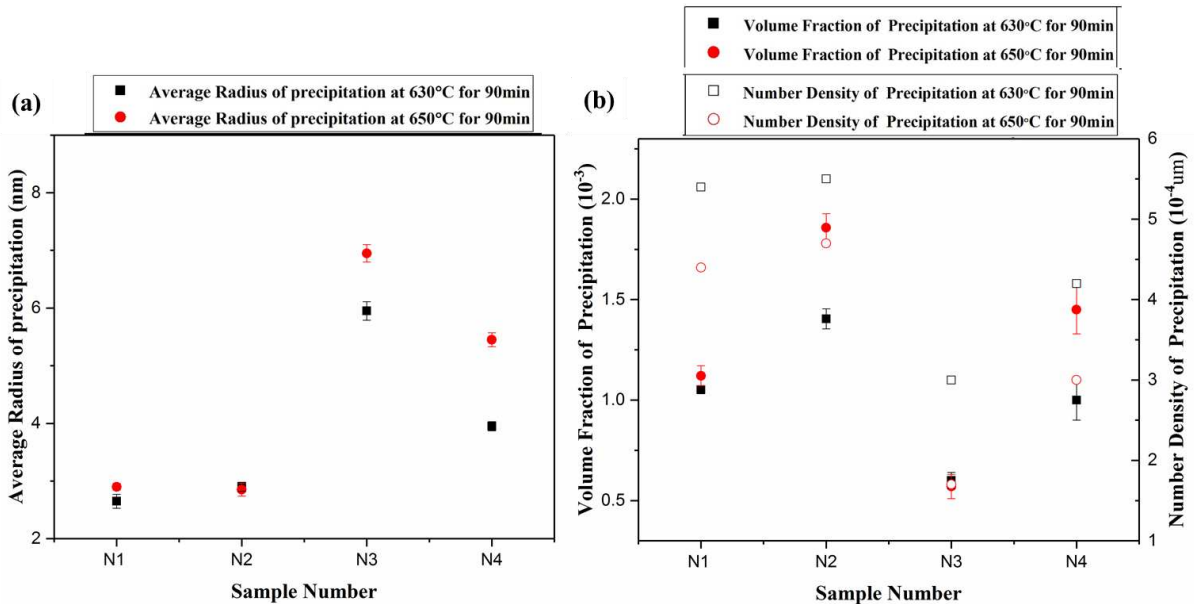 (a)
Average Radius of precipitation at 630°C for 90min
Average Radius of precipitation at 650°C for 90min
Average Radius of precipitation (nm)
8
6
4
2
N1 N2 N3 N4
Sample Number
(b)
Volume Fraction of Precipitation at 630°C for 90min
Volume Fraction of Precipitation at 650°C for 90min
Number Density of Precipitation at 630°C for 90min
Number Density of Precipitation at 650°C for 90min
Volume Fraction of Precipitation (10⁻³)
2.0
1.5
1.0
0.5
N1 N2 N3 N4
Sample Number
6
5
4
3
2
1
Number Density of Precipitation (10⁻⁴um)